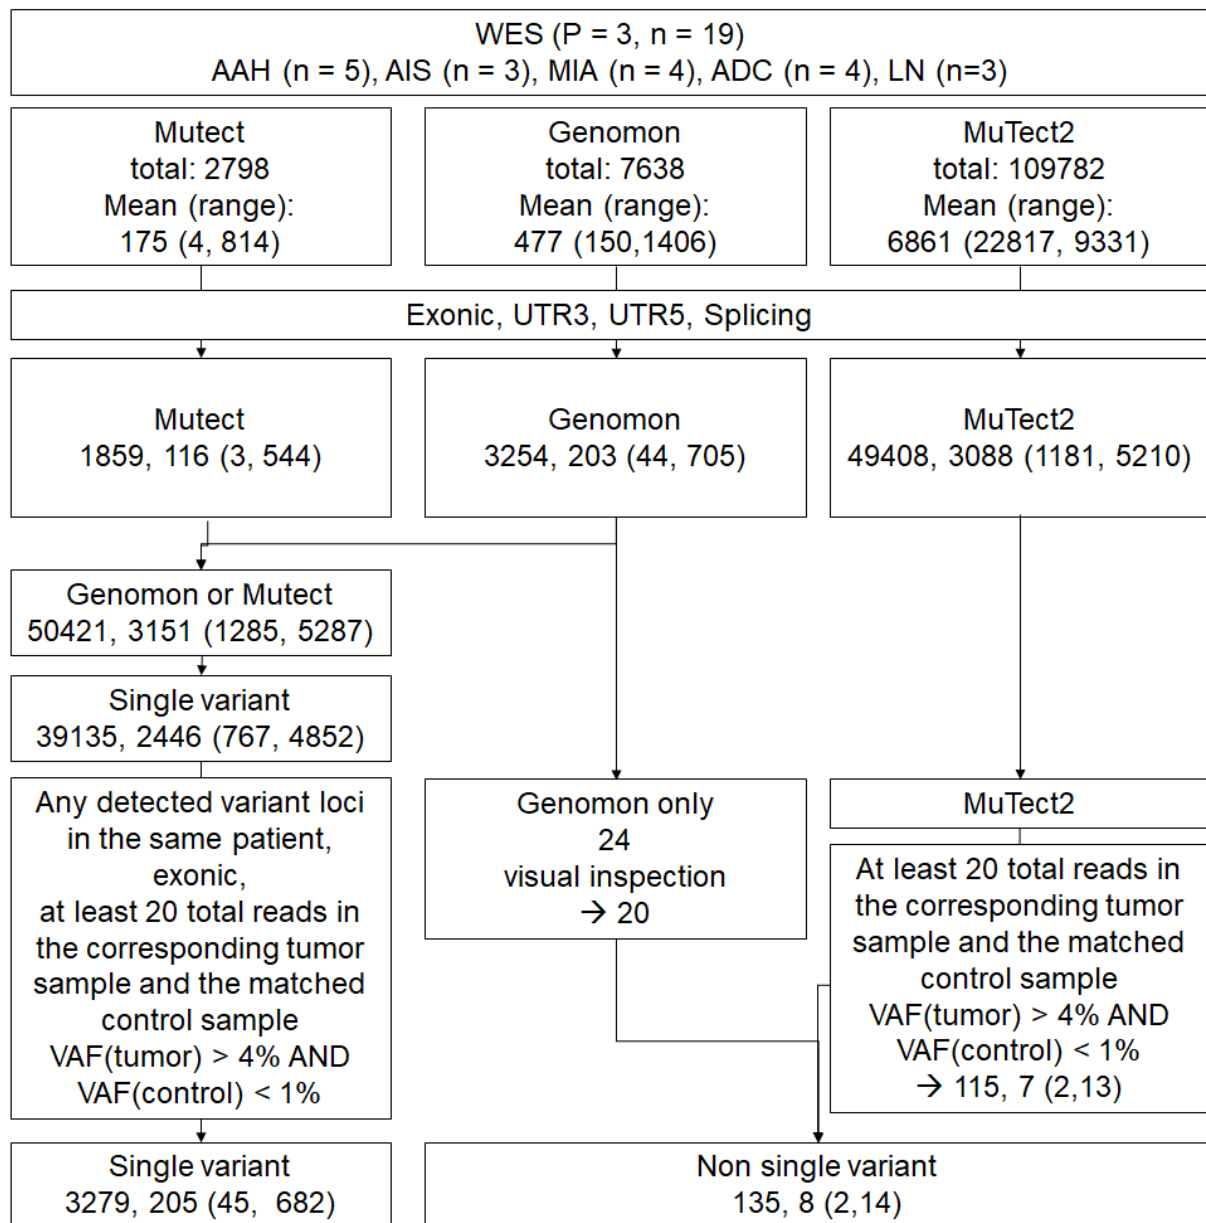 WES (P = 3, n = 19)
AAH (n = 5), AIS (n = 3), MIA (n = 4), ADC (n = 4), LN (n=3)
Mutect
total: 2798
Mean (range):
175 (4, 814)
Genomon
total: 7638
Mean (range):
477 (150,1406)
MuTect2
total: 109782
Mean (range):
6861 (22817, 9331)
Exonic, UTR3, UTR5, Splicing
Mutect
1859, 116 (3, 544)
Genomon
3254, 203 (44, 705)
MuTect2
49408, 3088 (1181, 5210)
Genomon or Mutect
50421, 3151 (1285, 5287)
Single variant
39135, 2446 (767, 4852)
Any detected variant loci
in the same patient,
exonic,
at least 20 total reads in
the corresponding tumor
sample and the matched
control sample
VAF(tumor) > 4% AND
VAF(control) < 1%
Genomon only
24
visual inspection
→ 20
MuTect2
At least 20 total reads in
the corresponding tumor
sample and the matched
control sample
VAF(tumor) > 4% AND
VAF(control) < 1%
→ 115, 7 (2,13)
Single variant
3279, 205 (45, 682)
Non single variant
135, 8 (2,14)